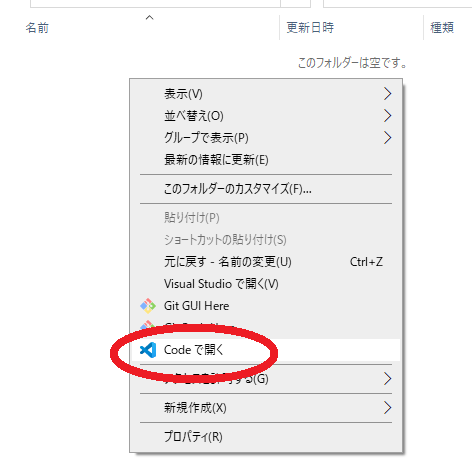 名前
更新日時
種類
このフォルダーは空です。
表示(V)
並べ替え(O)
グループで表示(P)
最新の情報に更新(E)
このフォルダーのカスタマイズ(F)...
貼り付け(P)
ショートカットの貼り付け(S)
元に戻す - 名前の変更(U) Ctrl+Z
Visual Studio で開く(V)
Git GUI Here
Code で開く
する(G)
新規作成(X)
プロパティ(R)